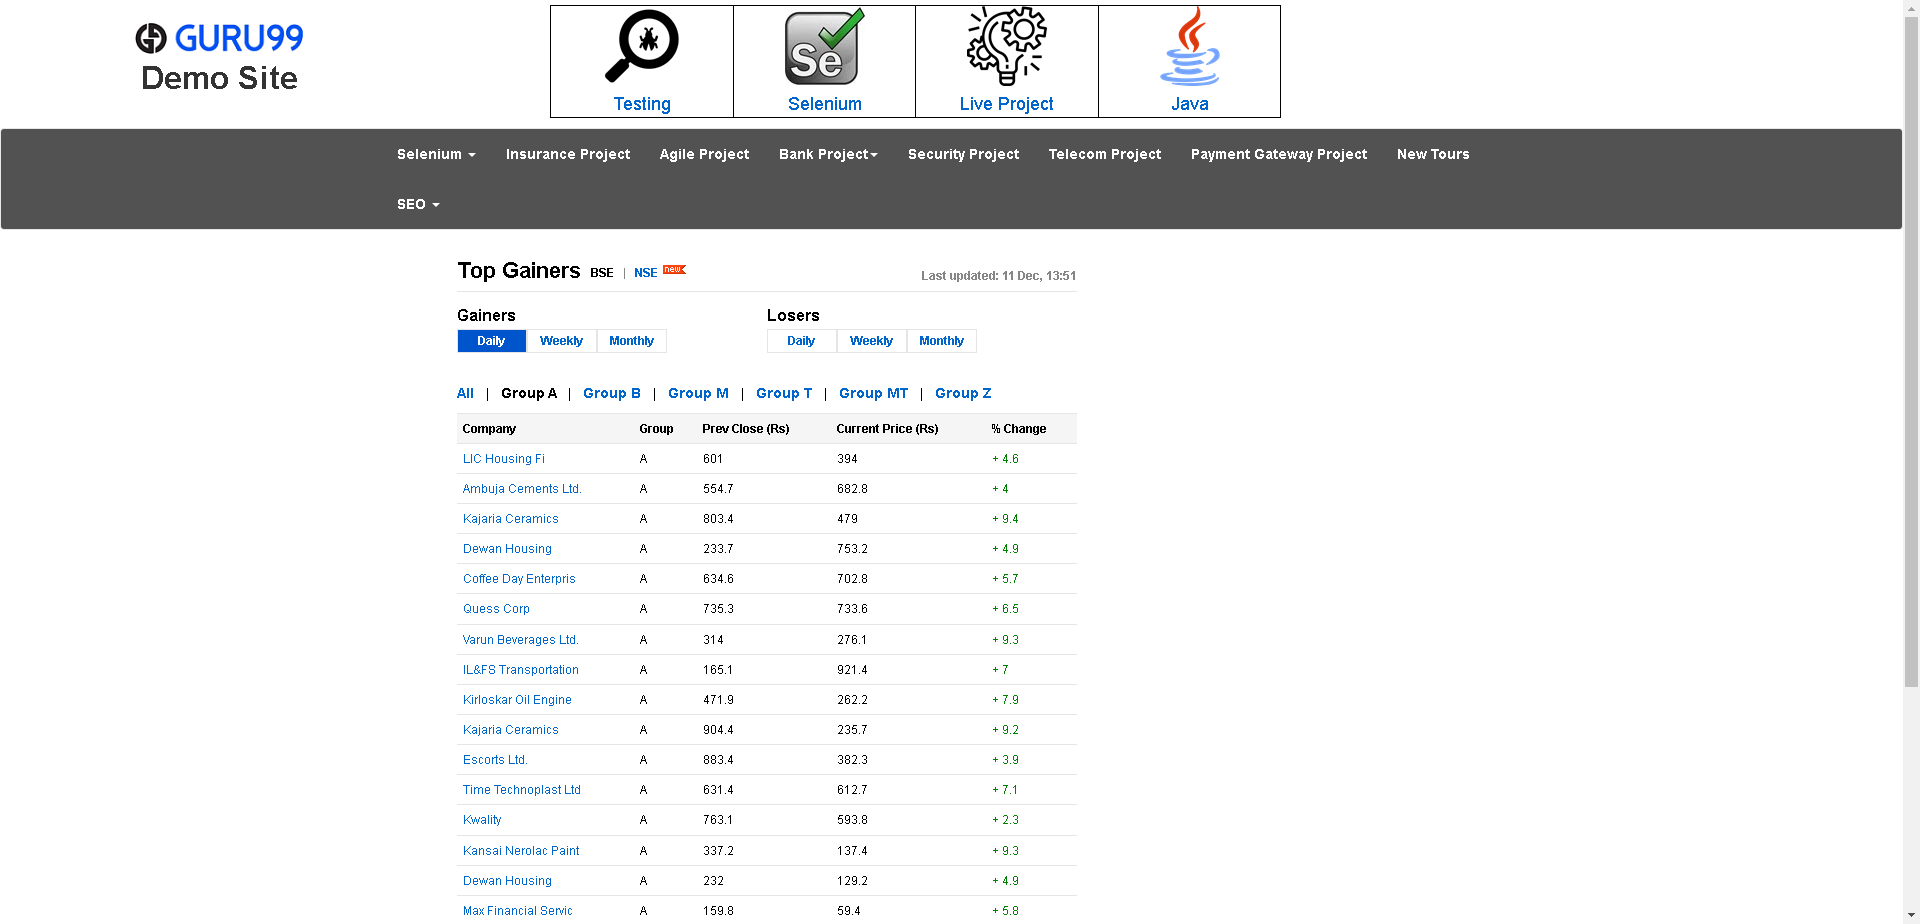 GURU99
Demo Site
Se
Testing Selenium Live Project Java
Selenium Insurance Project Agile Project Bank Project Security Project Telecom Project Payment Gateway Project New Tours
SEO
Top Gainers BSE | NSE new Last updated: 11 Dec, 13:51
Gainers Losers
Daily Weekly Monthly Daily Weekly Monthly
All | Group A | Group B | Group M | Group T | Group MT | Group Z
Company Group Prev Close (Rs) Current Price (Rs) % Change
LIC Housing Fi A 601 394 + 4.6
Ambuja Cements Ltd. A 554.7 682.8 + 4
Kajaria Ceramics A 803.4 479 + 9.4
Dewan Housing A 233.7 753.2 + 4.9
Coffee Day Enterpris A 634.6 702.8 + 5.7
Quess Corp A 735.3 733.6 + 6.5
Varun Beverages Ltd. A 314 276.1 + 9.3
IL&FS Transportation A 165.1 921.4 + 7
Kirloskar Oil Engine A 471.9 262.2 + 7.9
Kajaria Ceramics A 904.4 235.7 + 9.2
Escorts Ltd. A 883.4 382.3 + 3.9
Time Technoplast Ltd A 631.4 612.7 + 7.1
Kwality A 763.1 593.8 + 2.3
Kansai Nerolac Paint A 337.2 137.4 + 9.3
Dewan Housing A 232 129.2 + 4.9
Max Financial Servic A 159.8 59.4 + 5.8